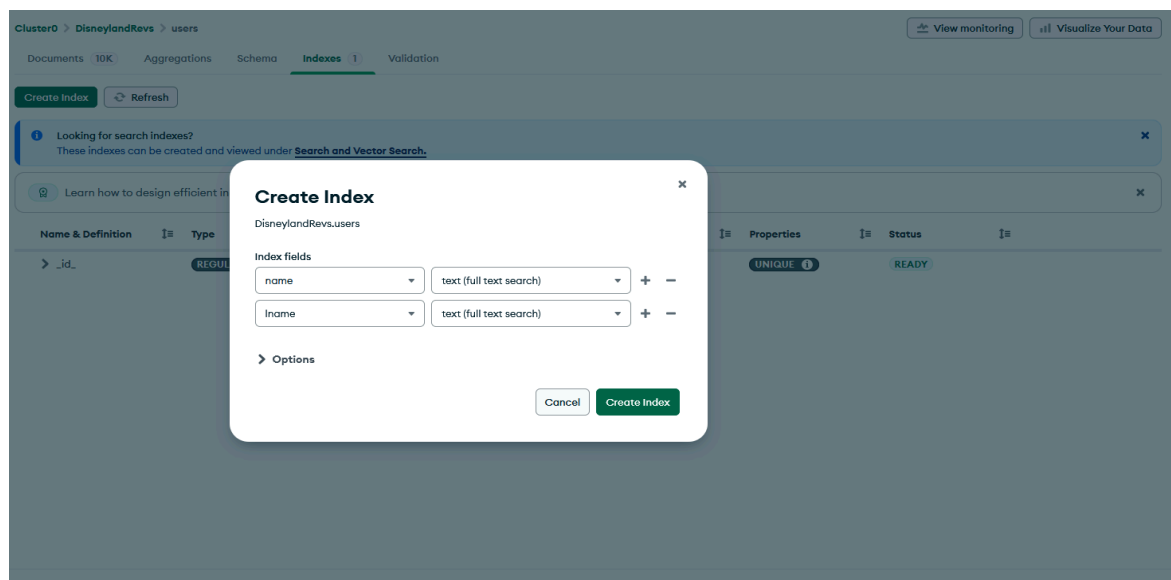 Cluster0 > DisneylandRevs > users
View monitoring
Visualize Your Data
Documents 10K Aggregations Schema Indexes 1 Validation
Create Index Refresh
Looking for search indexes?
These indexes can be created and viewed under Search and Vector Search.
Learn how to design efficient in
Name & Definition Type Properties Status
_id_ REGUL UNIQUE READY
Create Index
DisneylandRevs.users
Index fields
name text (full text search)
lname text (full text search)
Options
Cancel Create Index